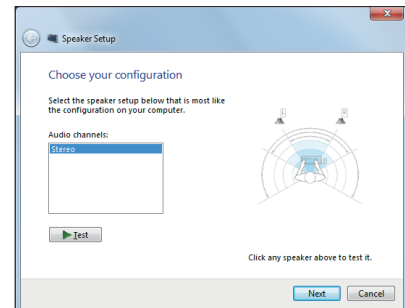 Speaker Setup
Choose your configuration
Select the speaker setup below that is most like
the configuration on your computer.
Audio channels:
Stereo
L
R
Test
Click any speaker above to test it.
Next
Cancel